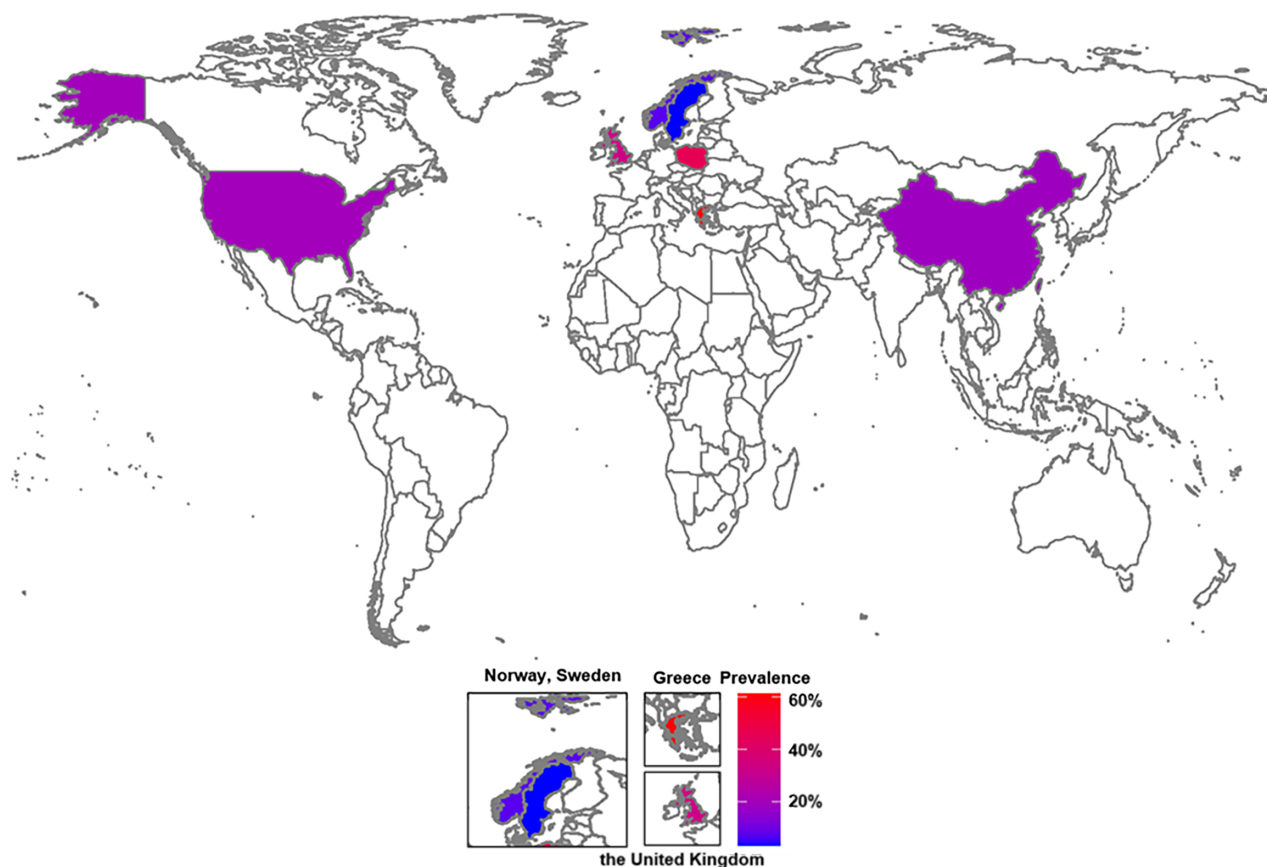 Norway, Sweden
Greece
Prevalence
60%
40%
20%
the United Kingdom